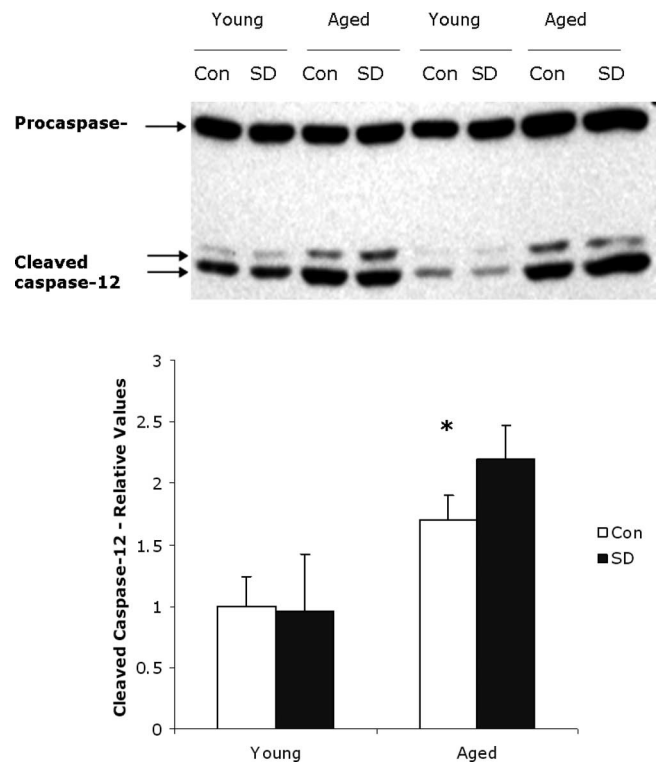 Young Aged Young Aged
Con SD Con SD Con SD Con SD
Procaspase-
Cleaved
caspase-12
3
2.5
2
1.5
1
0.5
0
Cleaved Caspase-12 - Relative Values
*
Con
SD
Young Aged